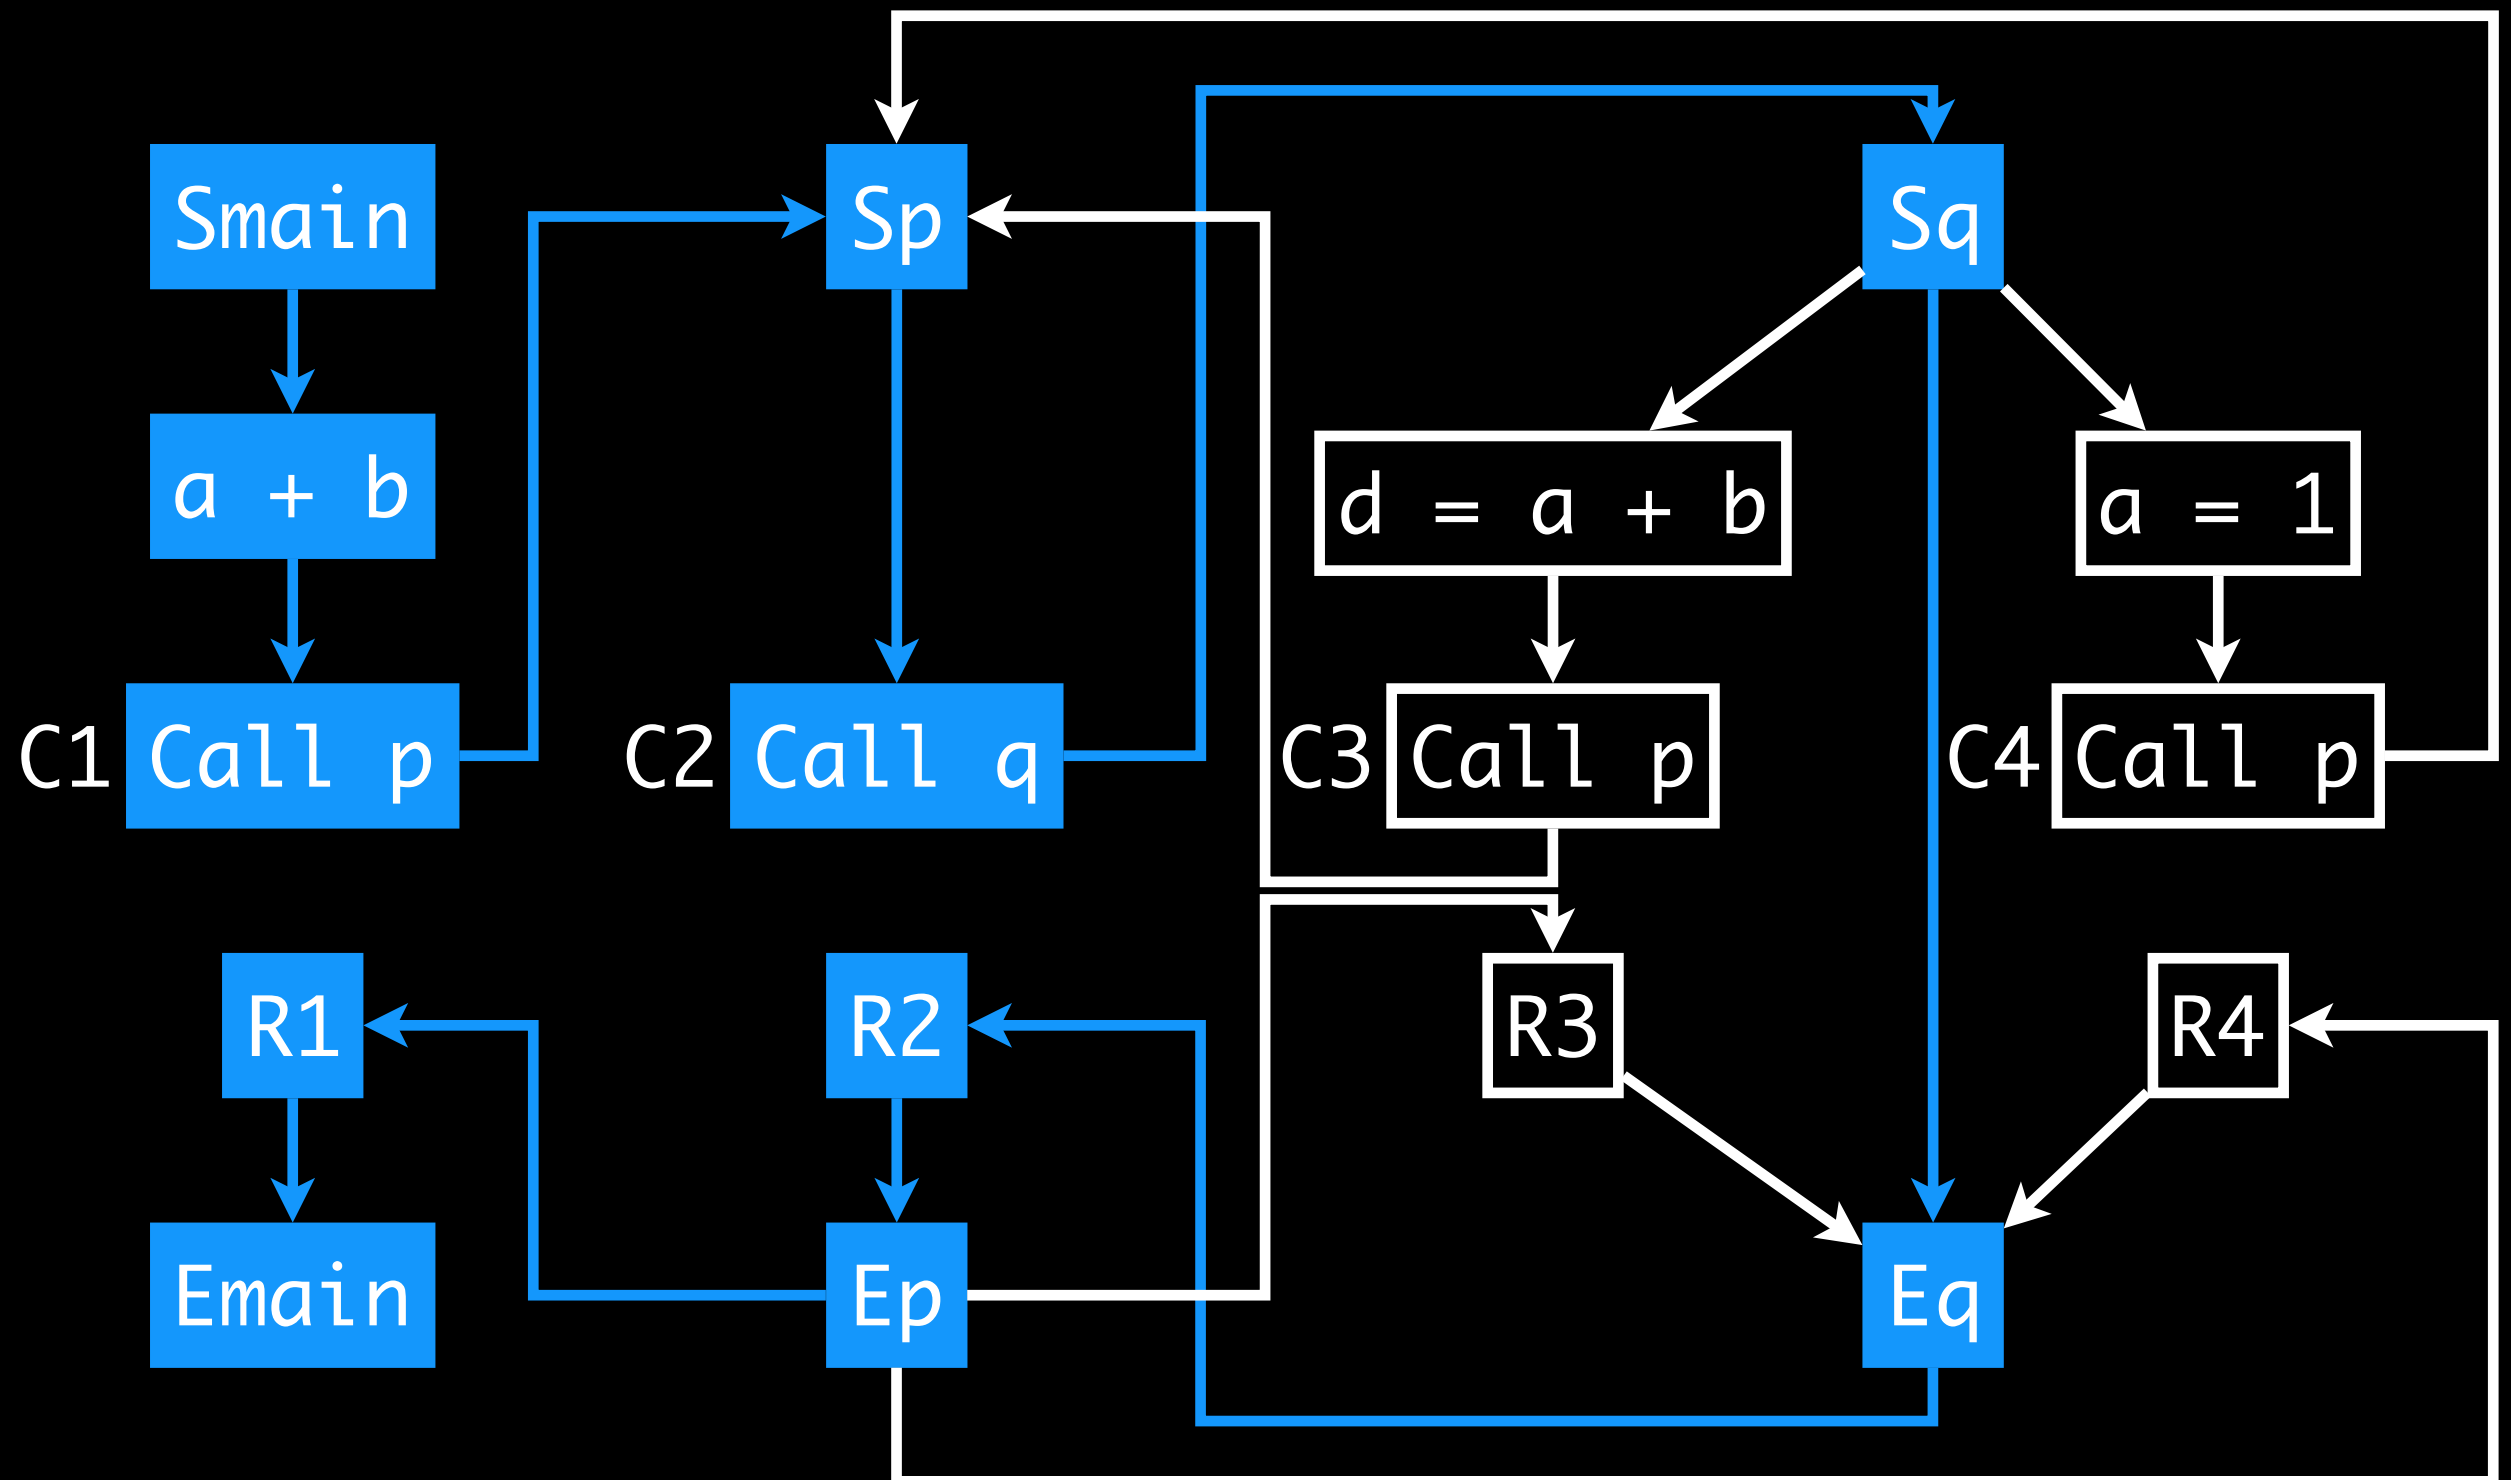 Smain
Sp
Sq
a + b
d = a + b
a = 1
C1 Call p
C2 Call q
C3 Call p
C4 Call p
R1
R2
R3
R4
Emain
Ep
Eq